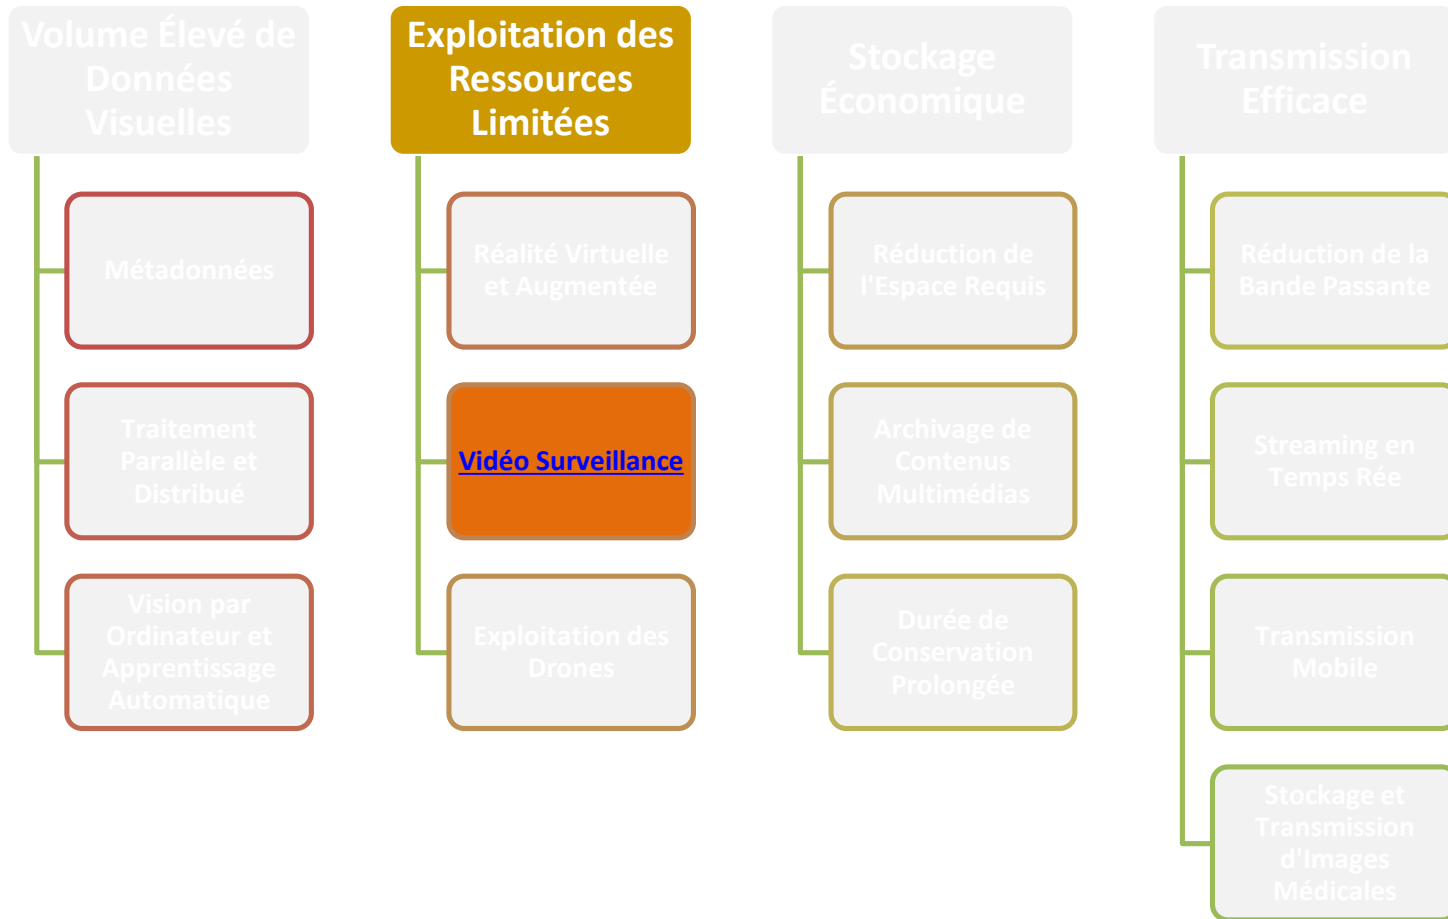 Volume Élevé de
Données
Visuelles
Métadonnées
Traitement
Parallèle et
Distribué
Vision par
Ordinateur et
Apprentissage
Automatique
Exploitation des
Ressources
Limitées
Réalité Virtuelle
et Augmentée
Vidéo Surveillance
Exploitation des
Drones
Stockage
Économique
Réduction de
l'Espace Requis
Archivage de
Contenus
Multimédias
Durée de
Conservation
Prolongée
Transmission
Efficace
Réduction de la
Bande Passante
Streaming en
Temps Rée
Transmission
Mobile
Stockage et
Transmission
d'Images
Médicales